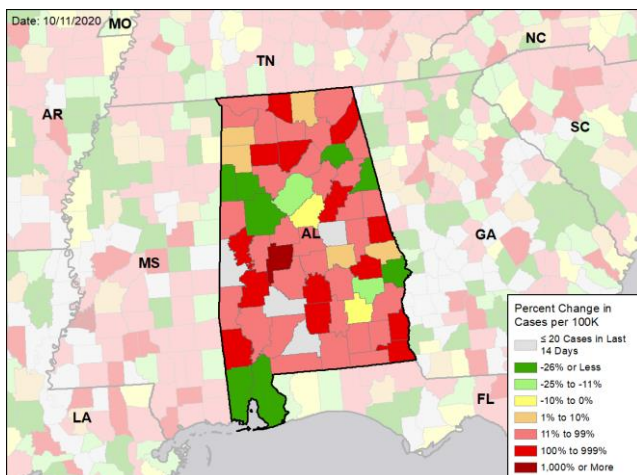 Date: 10/11/2020
MO
TN
NC
AR
SC
MS
AL
GA
LA
FL
Percent Change in
Cases per 100K
≤ 20 Cases in Last
14 Days
-26% or Less
-25% to -11%
-10% to 0%
1% to 10%
11% to 99%
100% to 999%
1,000% or More